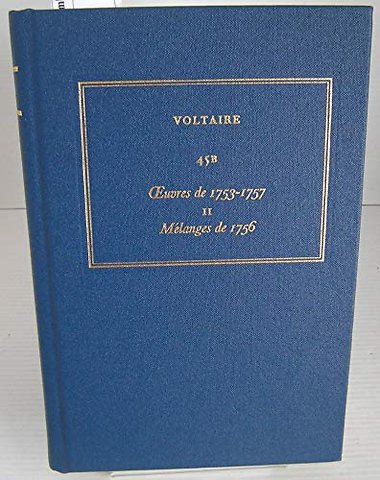 VOLTAIRE
45B
Œuvres de 1753-1757
II
Mélanges de 1756